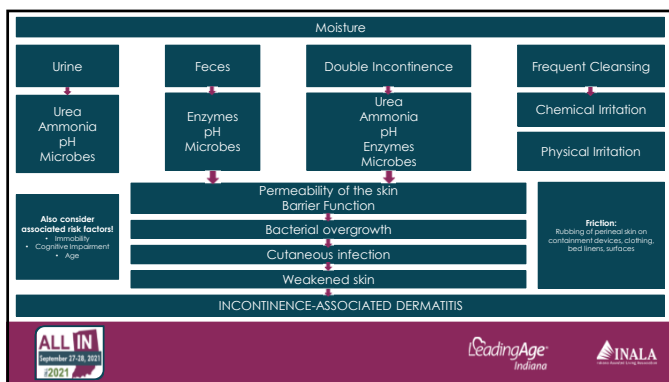 Moisture
Urine
Feces
Double Incontinence
Frequent Cleansing
Urea
Ammonia
pH
Microbes
Enzymes
pH
Microbes
Urea
Ammonia
pH
Enzymes
Microbes
Chemical Irritation
Physical Irritation
Also consider
associated risk factors!
• Immobility
• Cognitive Impairment
• Age
Permeability of the skin
Barrier Function
Bacterial overgrowth
Cutaneous infection
Weakened skin
Friction:
Rubbing of perineal skin on
containment devices, clothing,
bed linens, surfaces
INCONTINENCE-ASSOCIATED DERMATITIS
ALL IN
September 27-28, 2021
2021
LeadingAge®
Indiana
INALA